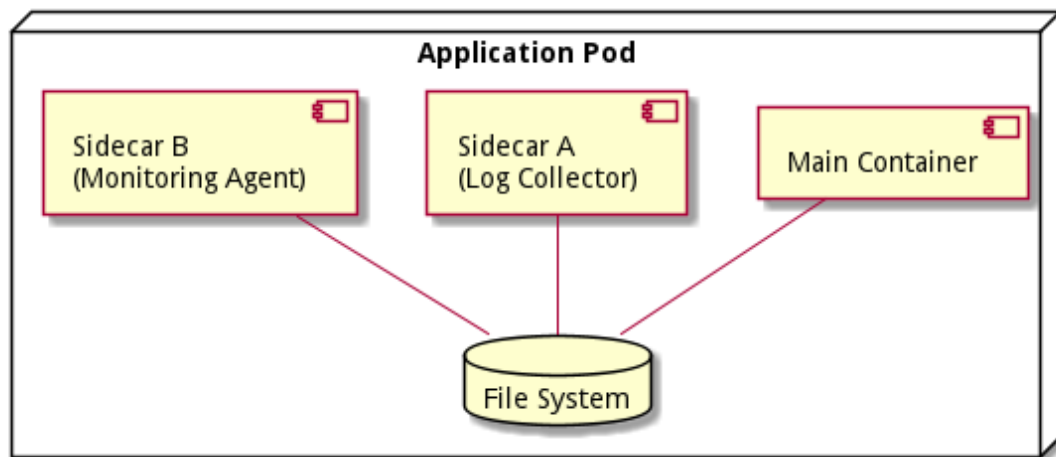 Application Pod
Sidecar B
(Monitoring Agent)
Sidecar A
(Log Collector)
Main Container
File System